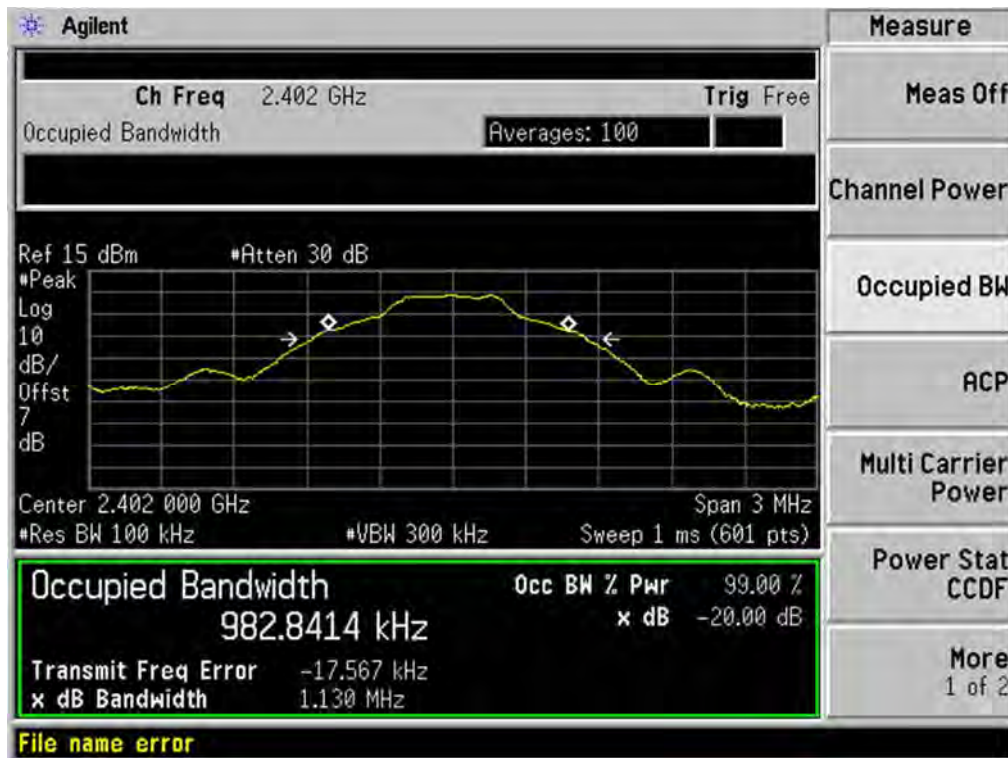 Agilent
Measure
Ch Freq 2.402 GHz Trig Free
Occupied Bandwidth Averages: 100
Meas Off
Channel Power
Occupied BW
ACP
Multi Carrier
Power
Power Stat
CCDF
More
1 of 2
Ref 15 dBm #Atten 30 dB
#Peak
Log
10
dB/
Offst
7
dB
Center 2.402 000 GHz Span 3 MHz
#Res BW 100 kHz #VBW 300 kHz Sweep 1 ms (601 pts)
Occupied Bandwidth Occ BW % Pwr 99.00 %
982.8414 kHz x dB -20.00 dB
Transmit Freq Error -17.567 kHz
x dB Bandwidth 1.130 MHz
File name error